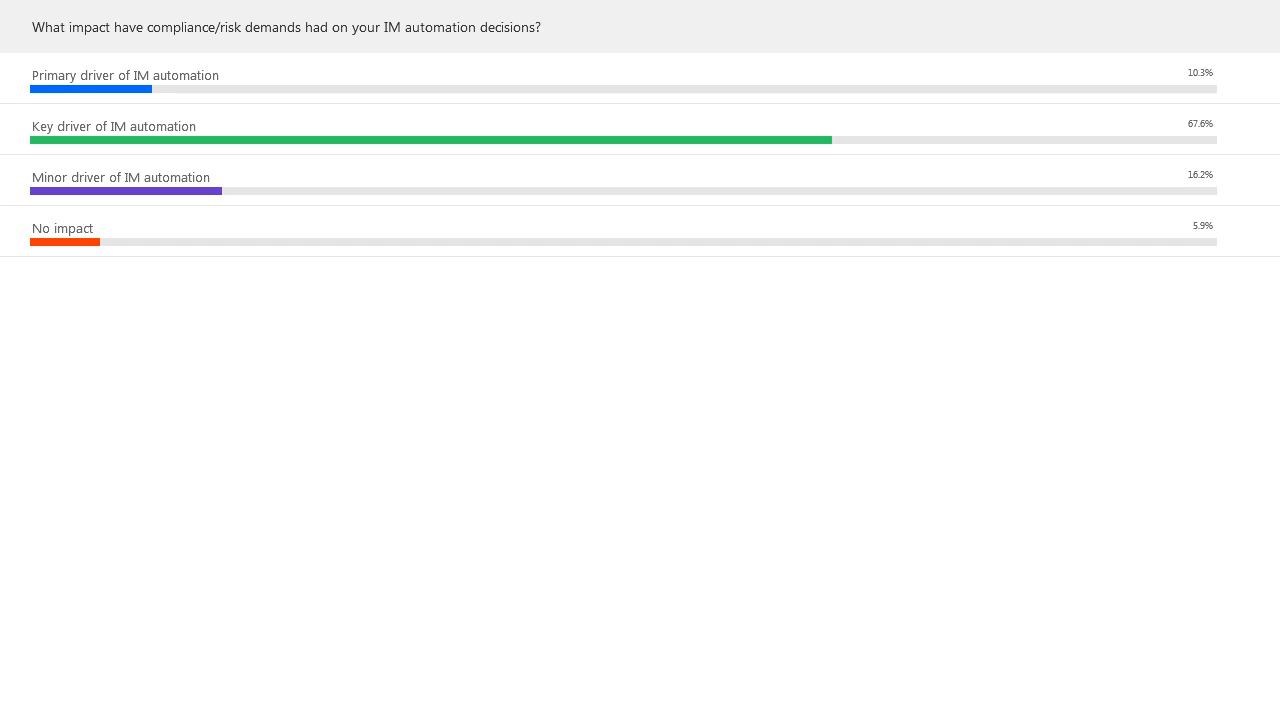 What impact have compliance/risk demands had on your IM automation decisions?
Primary driver of IM automation
10.3%
Key driver of IM automation
67.6%
Minor driver of IM automation
16.2%
No impact
5.9%